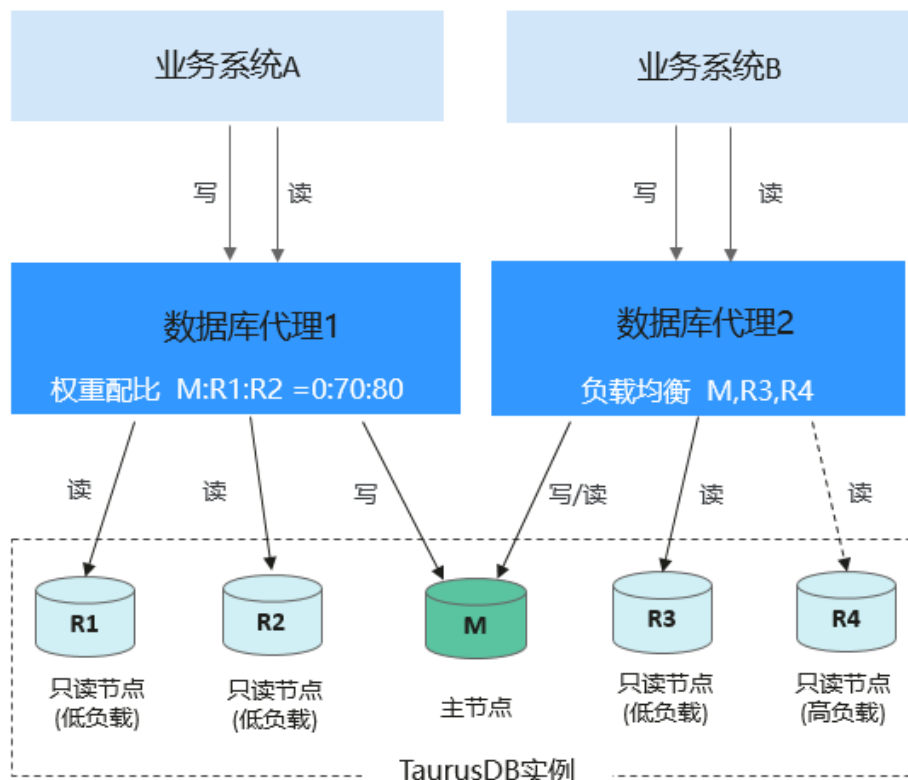 业务系统A
业务系统B
写
读
写
读
数据库代理1
数据库代理2
权重配比 M:R1:R2 =0:70:80
负载均衡 M,R3,R4
读
读
写
写/读
读
读
R1
R2
M
R3
R4
只读节点
(低负载)
只读节点
(低负载)
主节点
只读节点
(低负载)
只读节点
(高负载)
TaurusDB实例